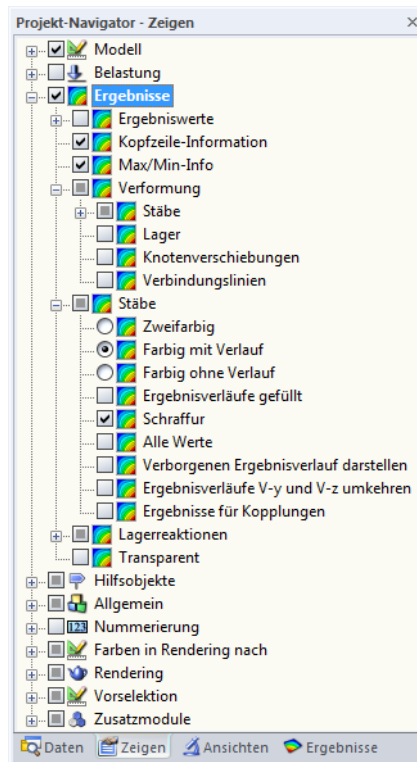 Projekt-Navigator - Zeigen
Modell
Belastung
Ergebnisse
Ergebniswerte
Kopfzeile-Information
Max/Min-Info
Verformung
Stäbe
Lager
Knotenverschiebungen
Verbindungslinien
Stäbe
Zweifarbig
Farbig mit Verlauf
Farbig ohne Verlauf
Ergebnisverläufe gefüllt
Schraffur
Alle Werte
Verborgenen Ergebnisverlauf darstellen
Ergebnisverläufe V-y und V-z umkehren
Ergebnisse für Kopplungen
Lagerreaktionen
Transparent
Hilfsobjekte
Allgemein
123 Nummerierung
Farben in Rendering nach
Rendering
Vorselektion
Zusatzmodule
Daten Zeigen Ansichten Ergebnisse